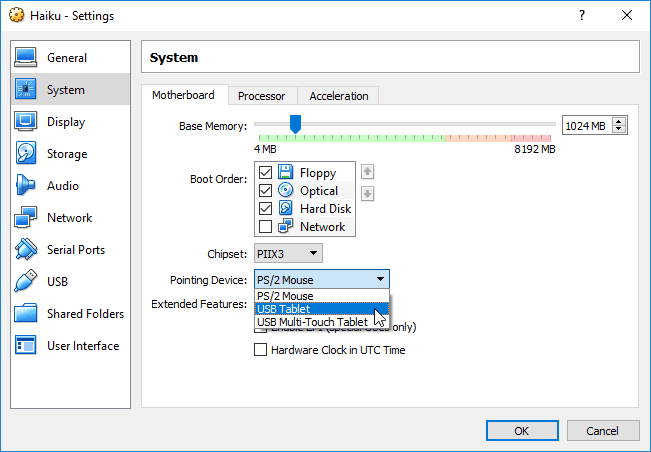 Haiku - Settings
?
General
System
Display
Storage
Audio
Network
Serial Ports
USB
Shared Folders
User Interface
System
Motherboard
Processor
Acceleration
Base Memory:
1024 MB
4 MB
8192 MB
Boot Order:
Floppy
Optical
Hard Disk
Network
Chipset:
PIIX3
Pointing Device:
PS/2 Mouse
PS/2 Mouse
USB Tablet
USB Multi-Touch Tablet
Extended Features:
only)
Hardware Clock in UTC Time
OK
Cancel